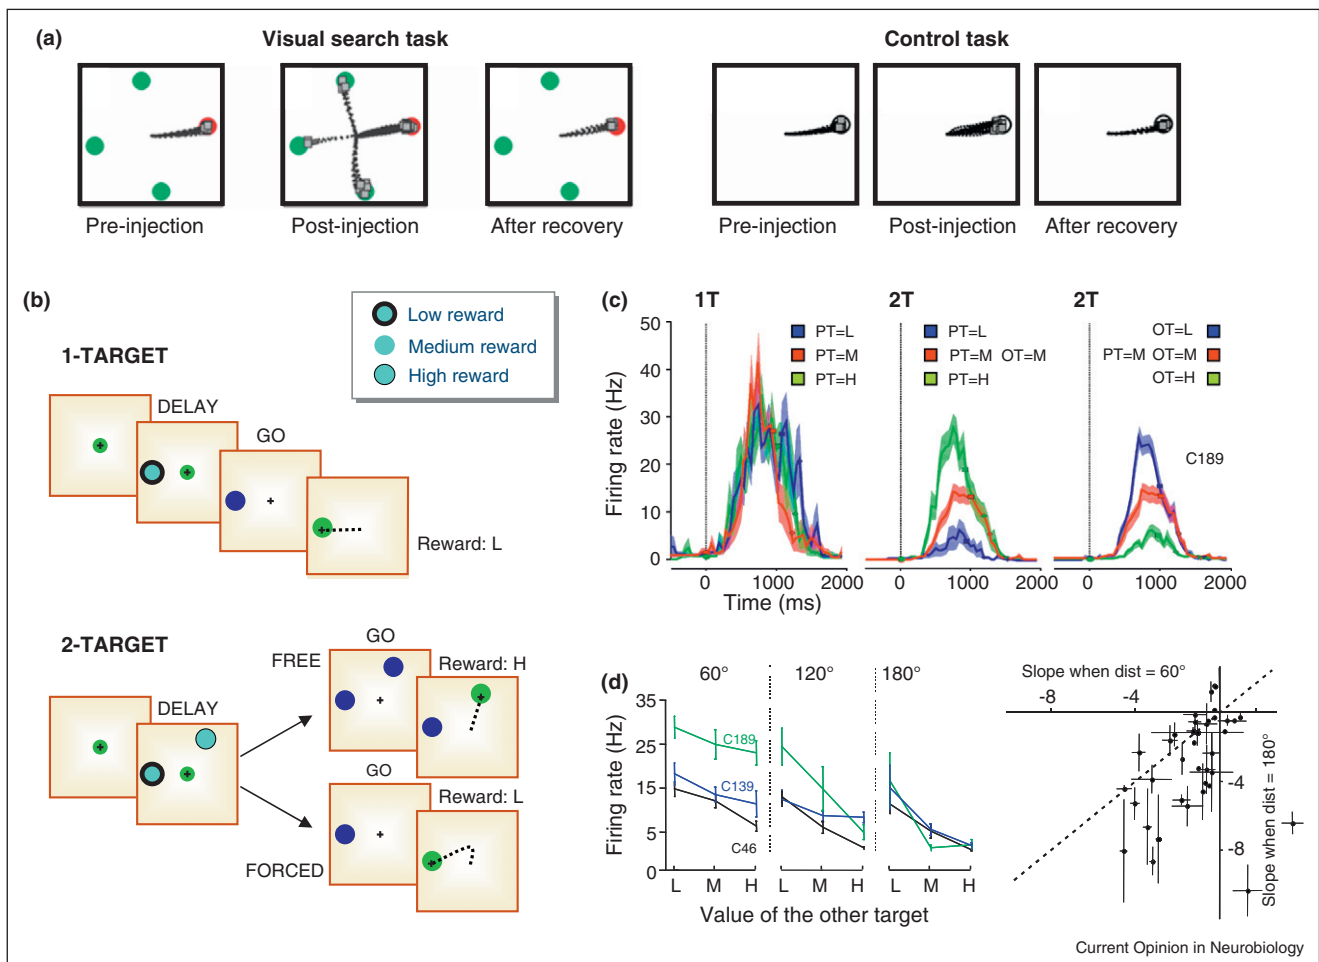 (a)
Visual search task
Control task
Pre-injection
Post-injection
After recovery
Pre-injection
Post-injection
After recovery
(b)
Low reward
Medium reward
High reward
1-TARGET
DELAY
GO
Reward: L
2-TARGET
DELAY
FREE
GO
Reward: H
GO
Reward: L
FORCED
(c)
1T
2T
2T
Firing rate (Hz)
50
40
30
20
10
0
PT=L
PT=M
PT=H
PT=L
PT=M OT=M
PT=H
OT=L
PT=M OT=M
OT=H
C189
0 1000 2000
0 1000 2000
0 1000 2000
Time (ms)
(d)
60° 120° 180°
Firing rate (Hz)
35
25
15
5
0
C189
C139
C46
L M H L M H L M H
Value of the other target
Slope when dist = 60°
-8 -4
-4
-8
Slope when dist = 180°
Current Opinion in Neurobiology